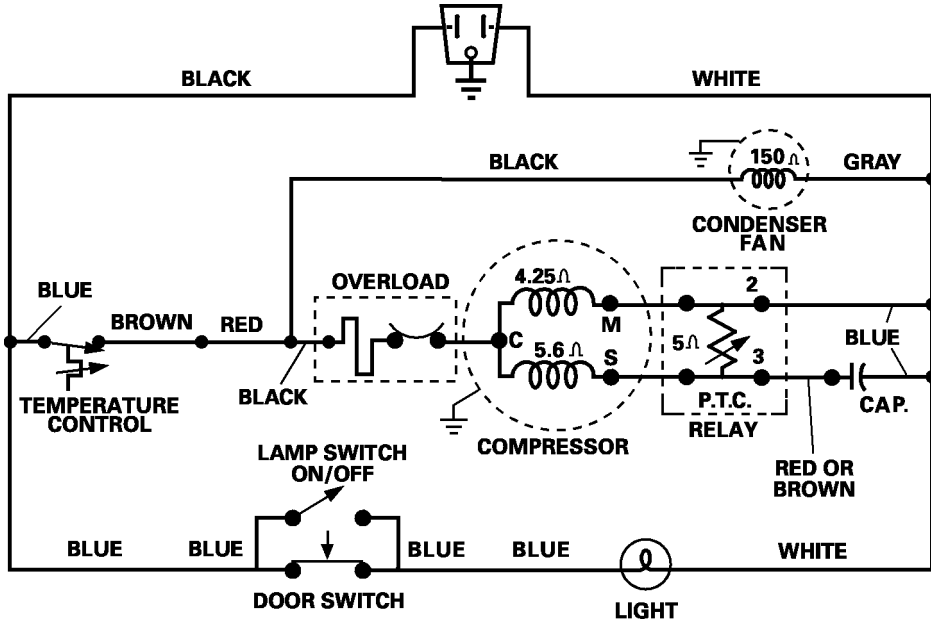 BLACK
WHITE
BLACK
150 Ω
GRAY
CONDENSER
FAN
OVERLOAD
4.25Ω
BLUE
2
BROWN
RED
C
M
5Ω
BLUE
5.6 Ω
S
3
BLACK
TEMPERATURE
CONTROL
P.T.C.
CAP.
RELAY
COMPRESSOR
LAMP SWITCH
ON/OFF
RED OR
BROWN
BLUE
BLUE
BLUE
BLUE
WHITE
DOOR SWITCH
LIGHT